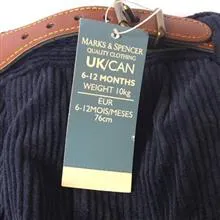 MARKS & SPENCER
QUALITY CLOTHING
UK/CAN
6-12 MONTHS
WEIGHT 10kg
EUR
6-12MOIS/MESES
76cm